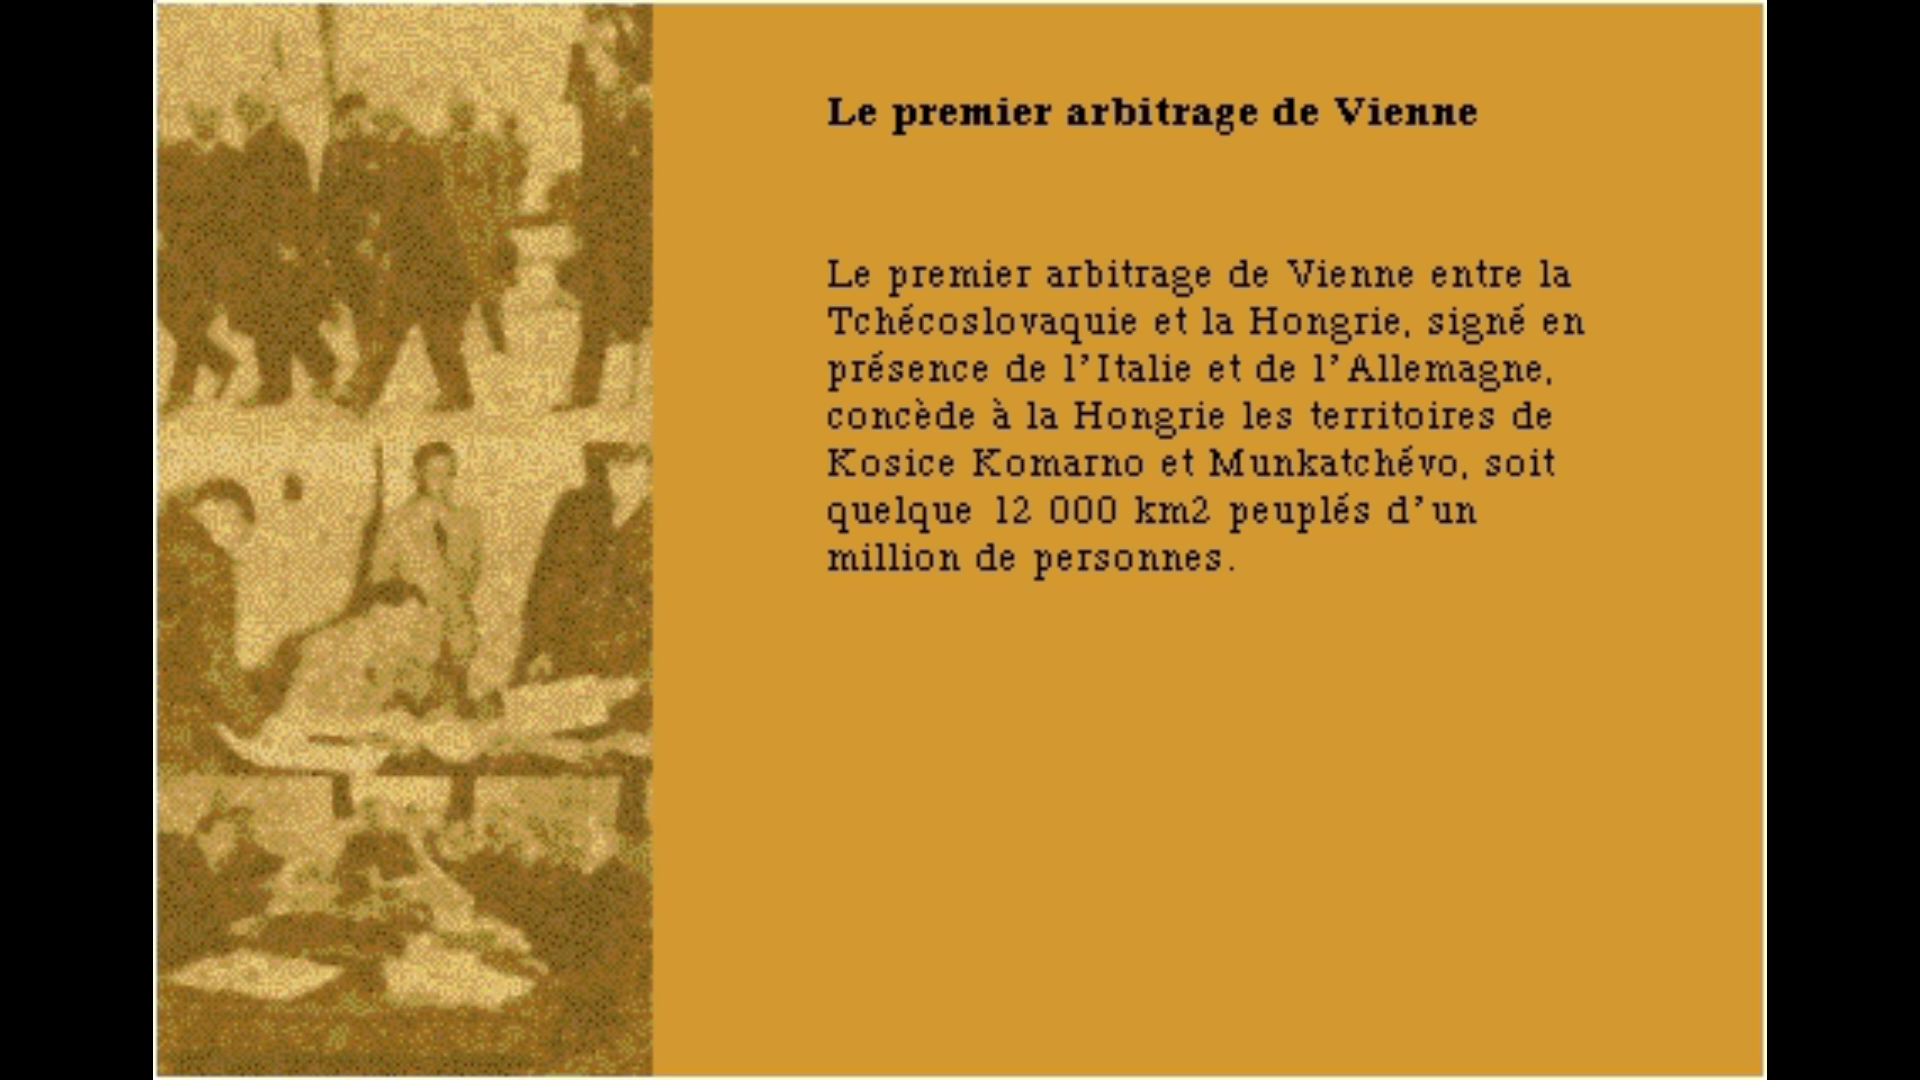 Le premier arbitrage de Vienne
Le premier arbitrage de Vienne entre la
Tchécoslovaquie et la Hongrie, signé en
présence de l'Italie et de l'Allemagne,
concède à la Hongrie les territoires de
Kosice Komarno et Munkatchévo, soit
quelque 12 000 km2 peuplés d'un
million de personnes.